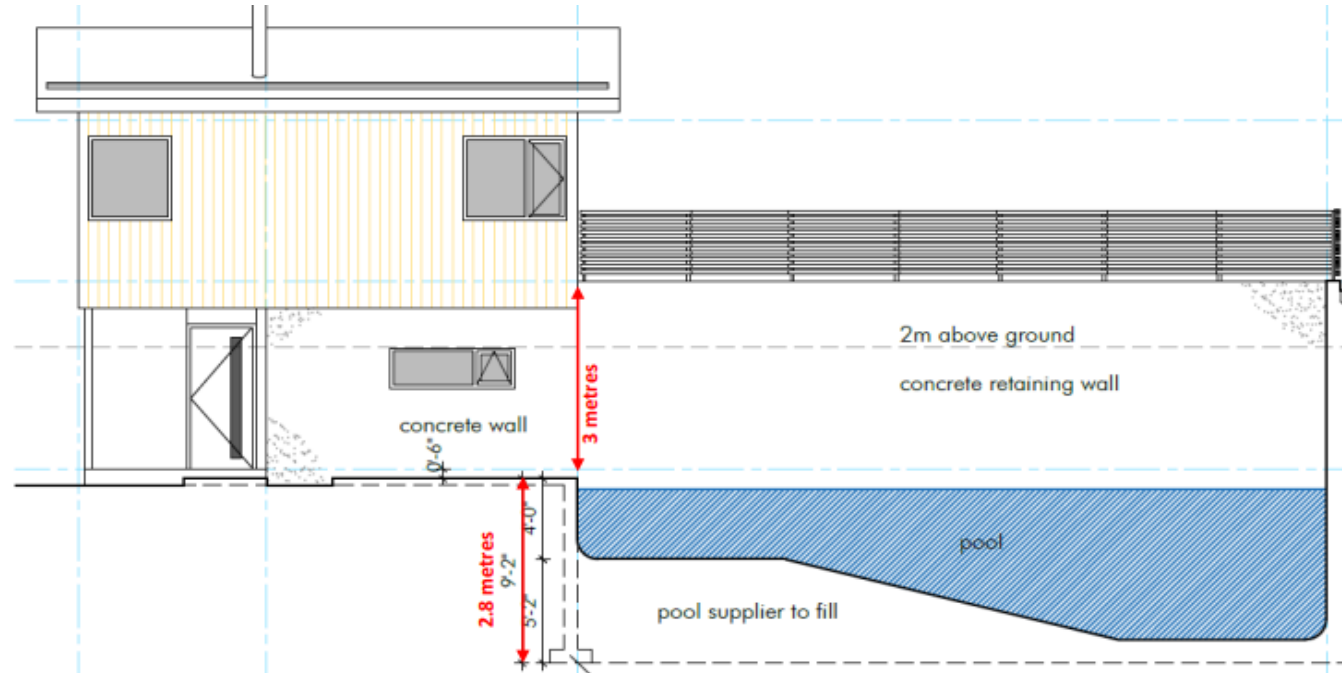 2m above ground
concrete retaining wall
3 metres
concrete wall
0'-6"
4'-0"
pool
2.8 metres
9'-2"
5'-2"
pool supplier to fill